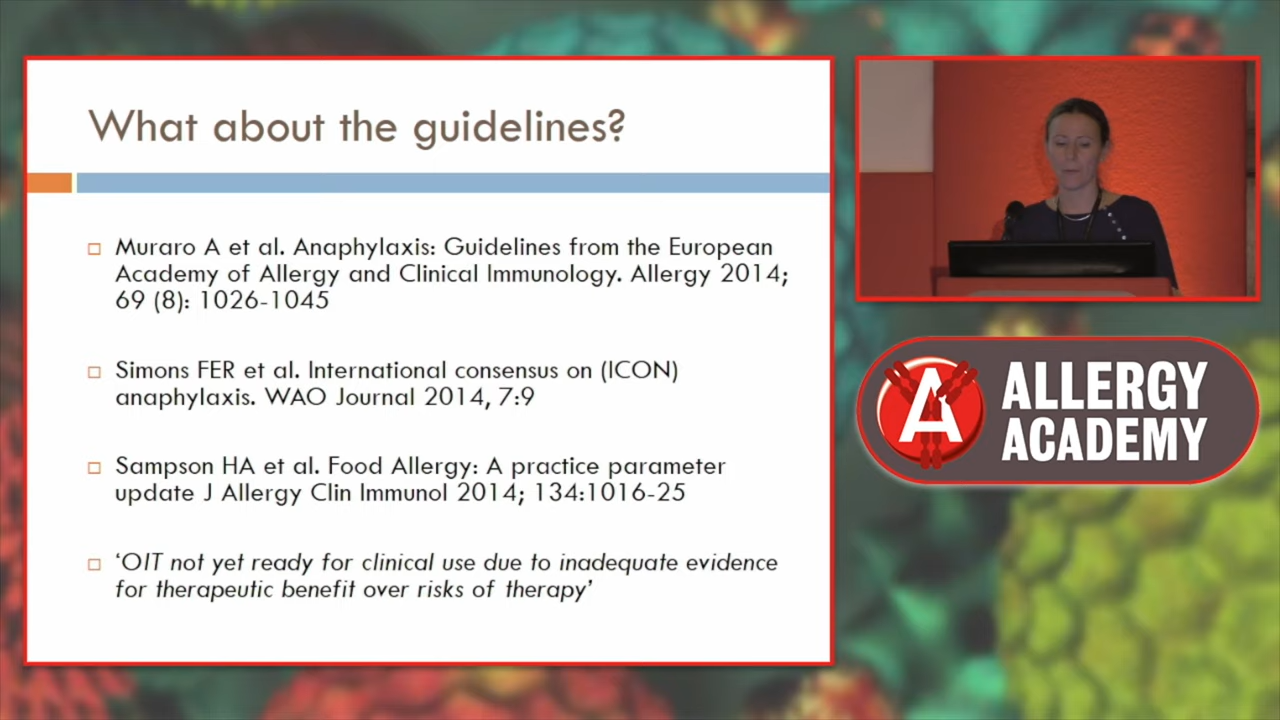 What about the guidelines?
Muraro A et al. Anaphylaxis: Guidelines from the European
Academy of Allergy and Clinical Immunology. Allergy 2014;
69 (8): 1026-1045
Simons FER et al. International consensus on (ICON)
anaphylaxis. WAO Journal 2014, 7:9
Sampson HA et al. Food Allergy: A practice parameter
update J Allergy Clin Immunol 2014; 134:1016-25
‘OIT not yet ready for clinical use due to inadequate evidence
for therapeutic benefit over risks of therapy’
A
ALLERGY
ACADEMY